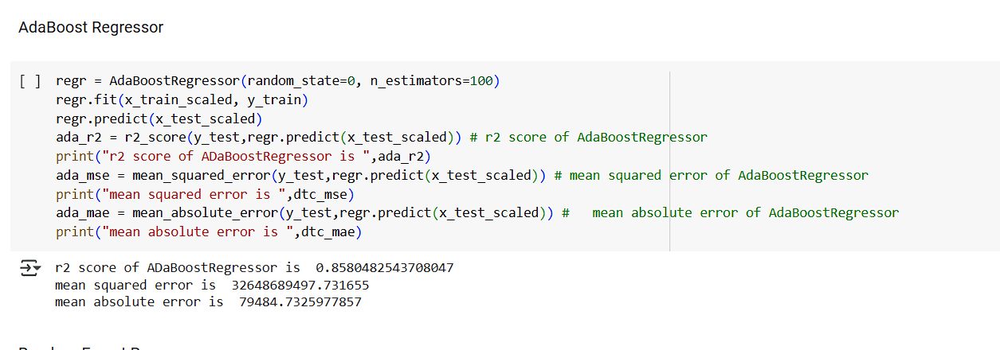 AdaBoost Regressor
[ ] regr = AdaBoostRegressor(random_state=0, n_estimators=100)
regr.fit(x_train_scaled, y_train)
regr.predict(x_test_scaled)
ada_r2 = r2_score(y_test,regr.predict(x_test_scaled)) # r2 score of AdaBoostRegressor
print("r2 score of ADaBoostRegressor is ",ada_r2)
ada_mse = mean_squared_error(y_test,regr.predict(x_test_scaled)) # mean squared error of AdaBoostRegressor
print("mean squared error is ",dtc_mse)
ada_mae = mean_absolute_error(y_test,regr.predict(x_test_scaled)) #   mean absolute error of AdaBoostRegressor
print("mean absolute error is ",dtc_mae)
r2 score of ADaBoostRegressor is  0.8580482543708047
mean squared error is  32648689497.731655
mean absolute error is  79484.7325977857